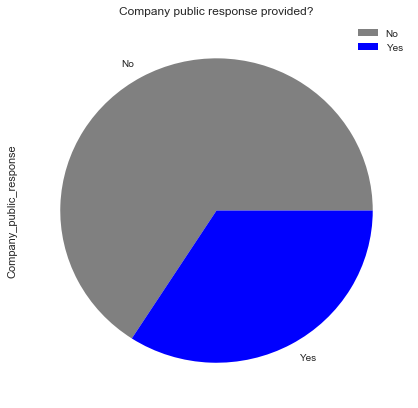 Company public response provided?
No
Yes
No
Company_public_response
Yes